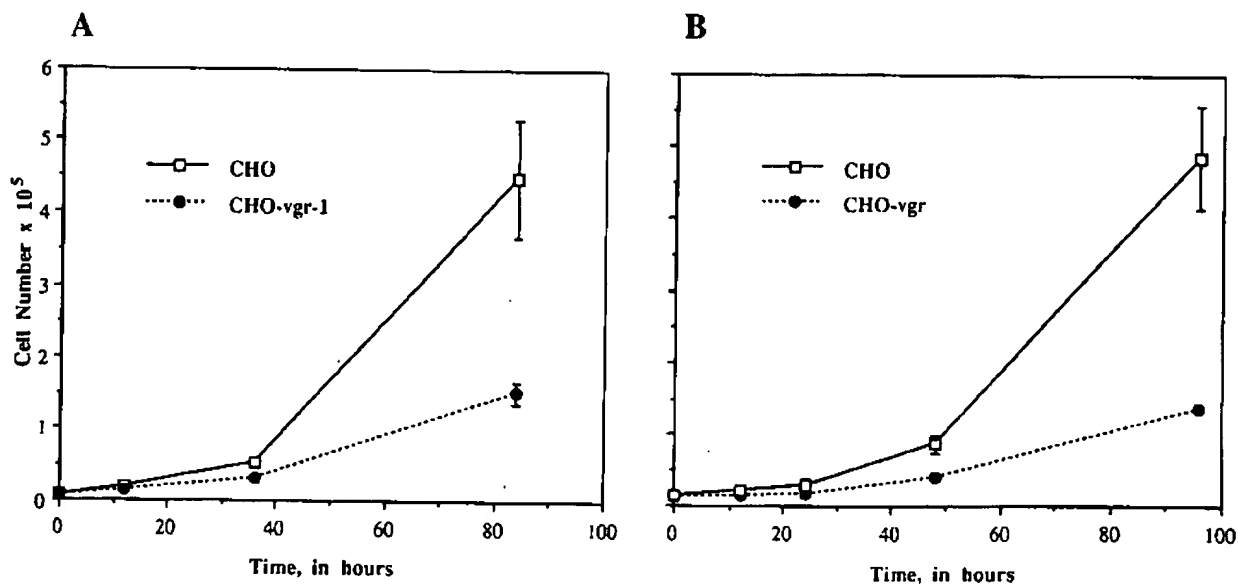 A
B
6
5
4
3
2
1
0
Cell Number x 10^5
CHO
CHO-vgr-1
0 20 40 60 80 100
Time, in hours
CHO
CHO-vgr
0 20 40 60 80 100
Time, in hours